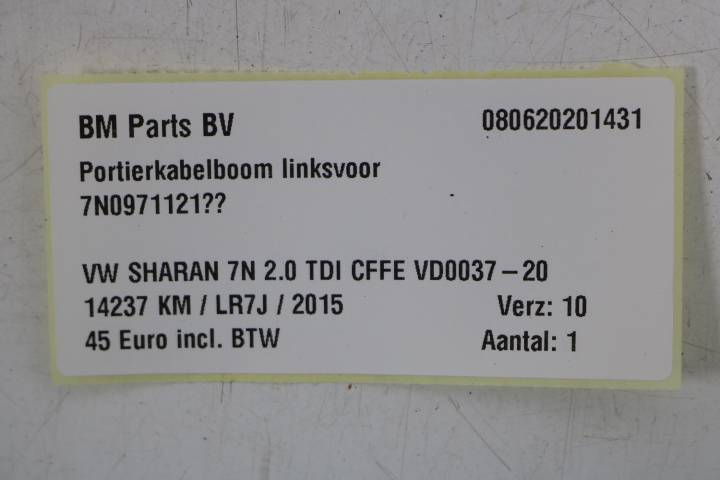 BM Parts BV 080620201431
Portierkabelboom linksvoor
7N0971121??
VW SHARAN 7N 2.0 TDI CFFE VD0037-20
14237 KM / LR7J / 2015 Verz: 10
45 Euro incl. BTW Aantal: 1